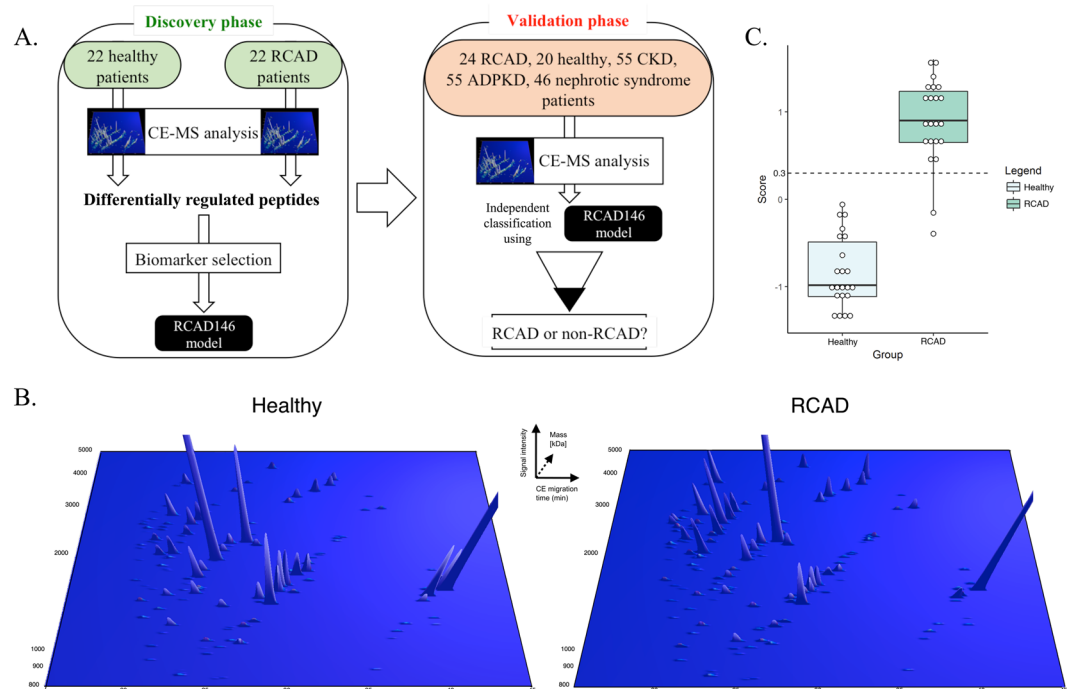 A.
Discovery phase
22 healthy
patients
22 RCAD
patients
CE-MS analysis
Differentially regulated peptides
Biomarker selection
RCAD146
model
Validation phase
24 RCAD, 20 healthy, 55 CKD,
55 ADPKD, 46 nephrotic syndrome
patients
CE-MS analysis
Independent
classification
using
RCAD146
model
RCAD or non-RCAD?
C.
Score
1
0.3
0
-1
Healthy
RCAD
Group
Legend
Healthy
RCAD
B.
Healthy
5000
4000
3000
2000
1000
900
800
Signal intensity
Mass
[kDa]
CE migration
time (min)
RCAD
5000
4000
3000
2000
1000
900
800